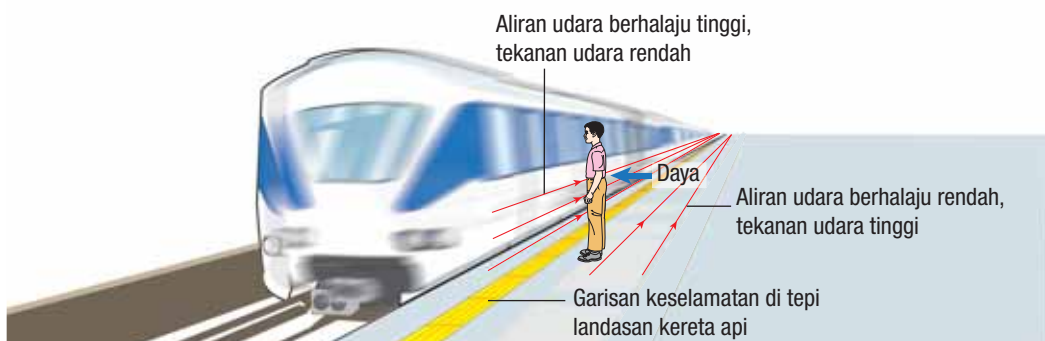 Aliran udara berhalaju tinggi,
tekanan udara rendah
Daya
Aliran udara berhalaju rendah,
tekanan udara tinggi
Garisan keselamatan di tepi
landasan kereta api